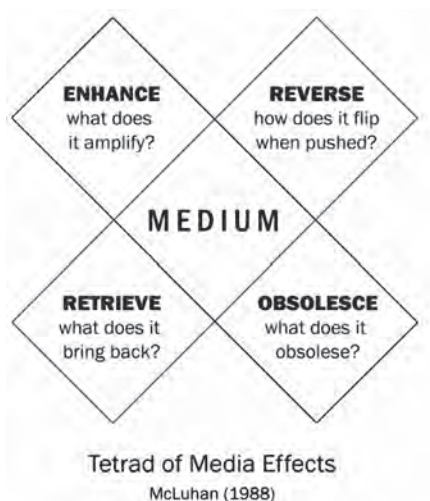 ENHANCE
what does
it amplify?
REVERSE
how does it flip
when pushed?
MEDIUM
RETRIEVE
what does it
bring back?
OBSOLESCE
what does it
obsolese?
Tetrad of Media Effects
McLuhan (1988)